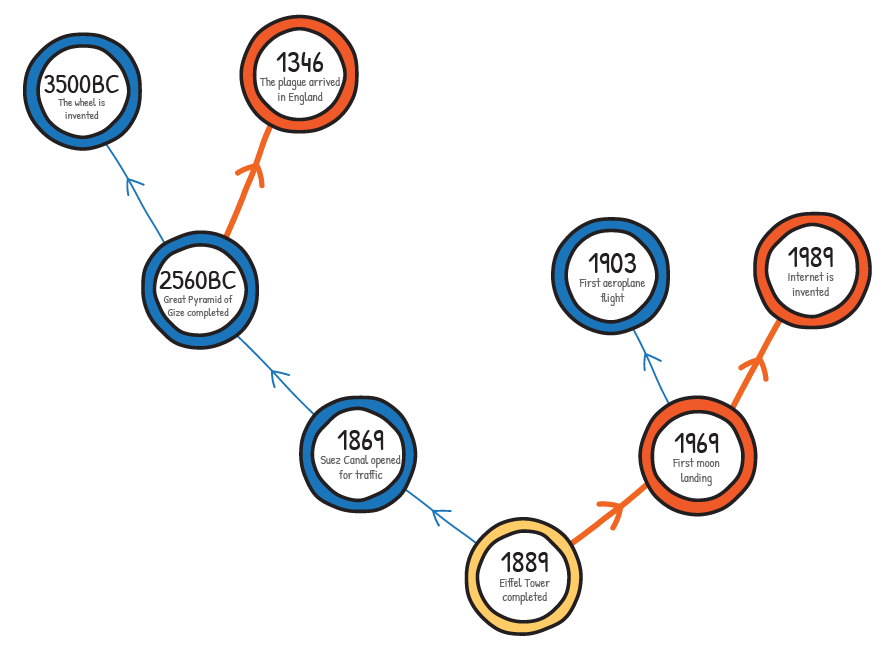 3500BC
The wheel is
invented
1346
The plague arrived
in England
2560BC
Great Pyramid of
Gize completed
1903
First aeroplane
flight
1989
Internet is
invented
1869
Suez Canal opened
for traffic
1969
First moon
landing
1889
Eiffel Tower
completed